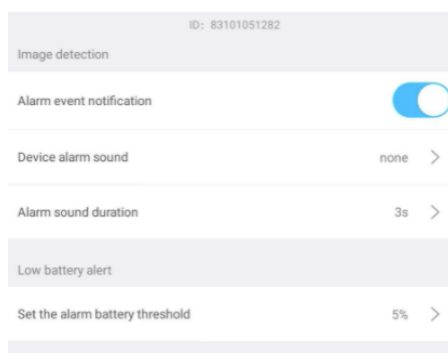 ID: 83101051282
Image detection
Alarm event notification
Device alarm sound none
Alarm sound duration 3s
Low battery alert
Set the alarm battery threshold 5%